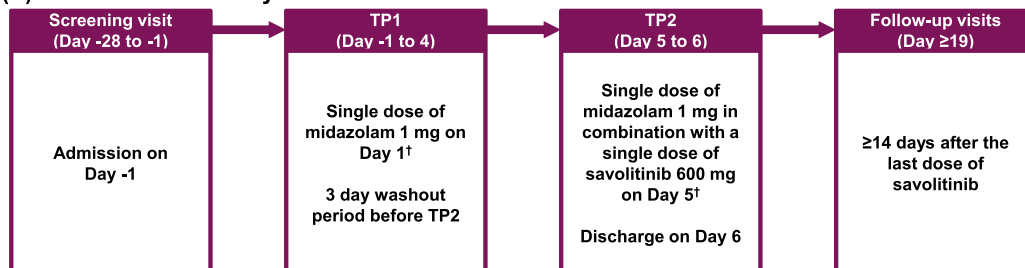 Screening visit
(Day -28 to -1)
Admission on
Day -1
TP1
(Day -1 to 4)
Single dose of
midazolam 1 mg on
Day 1†
3 day washout
period before TP2
TP2
(Day 5 to 6)
Single dose of
midazolam 1 mg in
combination with a
single dose of
savolitinib 600 mg
on Day 5†
Discharge on Day 6
Follow-up visits
(Day ≥19)
≥14 days after the
last dose of
savolitinib